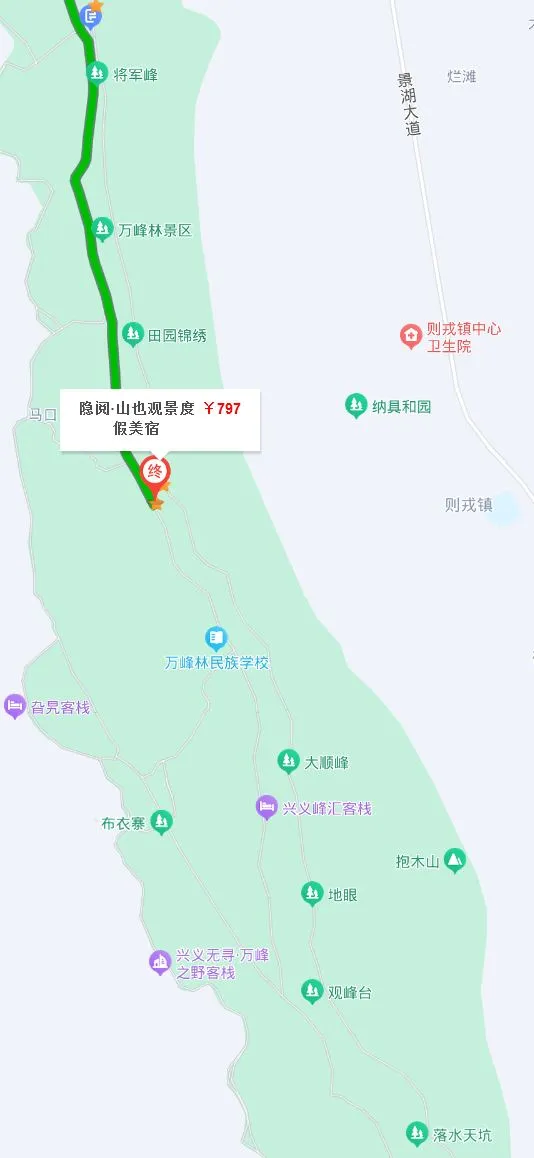 将军峰
景湖大道
烂滩
万峰林景区
田园锦绣
则戎镇中心
卫生院
隐阅·山也观景度 ￥797
假美宿
马口
纳具和园
终
则戎镇
万峰林民族学校
旮旯客栈
大顺峰
兴义峰汇客栈
布衣寨
抱木山
地眼
兴义无寻·万峰
之野客栈
观峰台
落水天坑